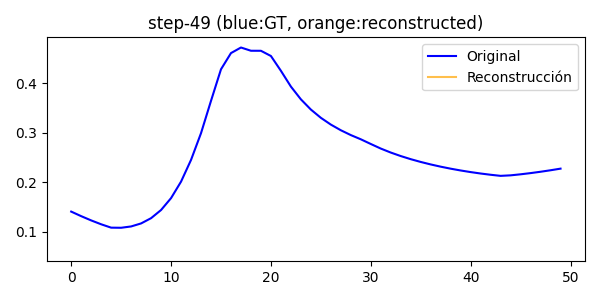 step-49 (blue:GT, orange:reconstructed)
Original
Reconstrucción
0.4
0.3
0.2
0.1
0 10 20 30 40 50